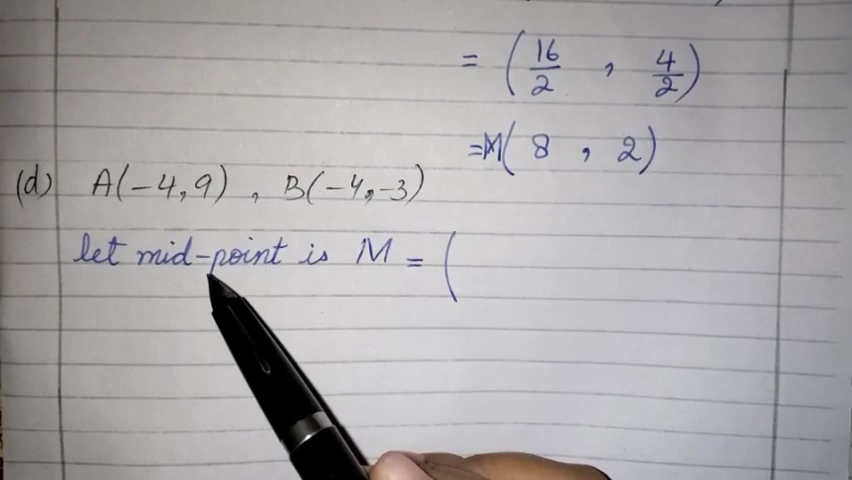 = ( 16/2 , 4/2 )
= M( 8 , 2 )
(d) A(-4,9) , B(-4,-3)
let mid-point is M = (